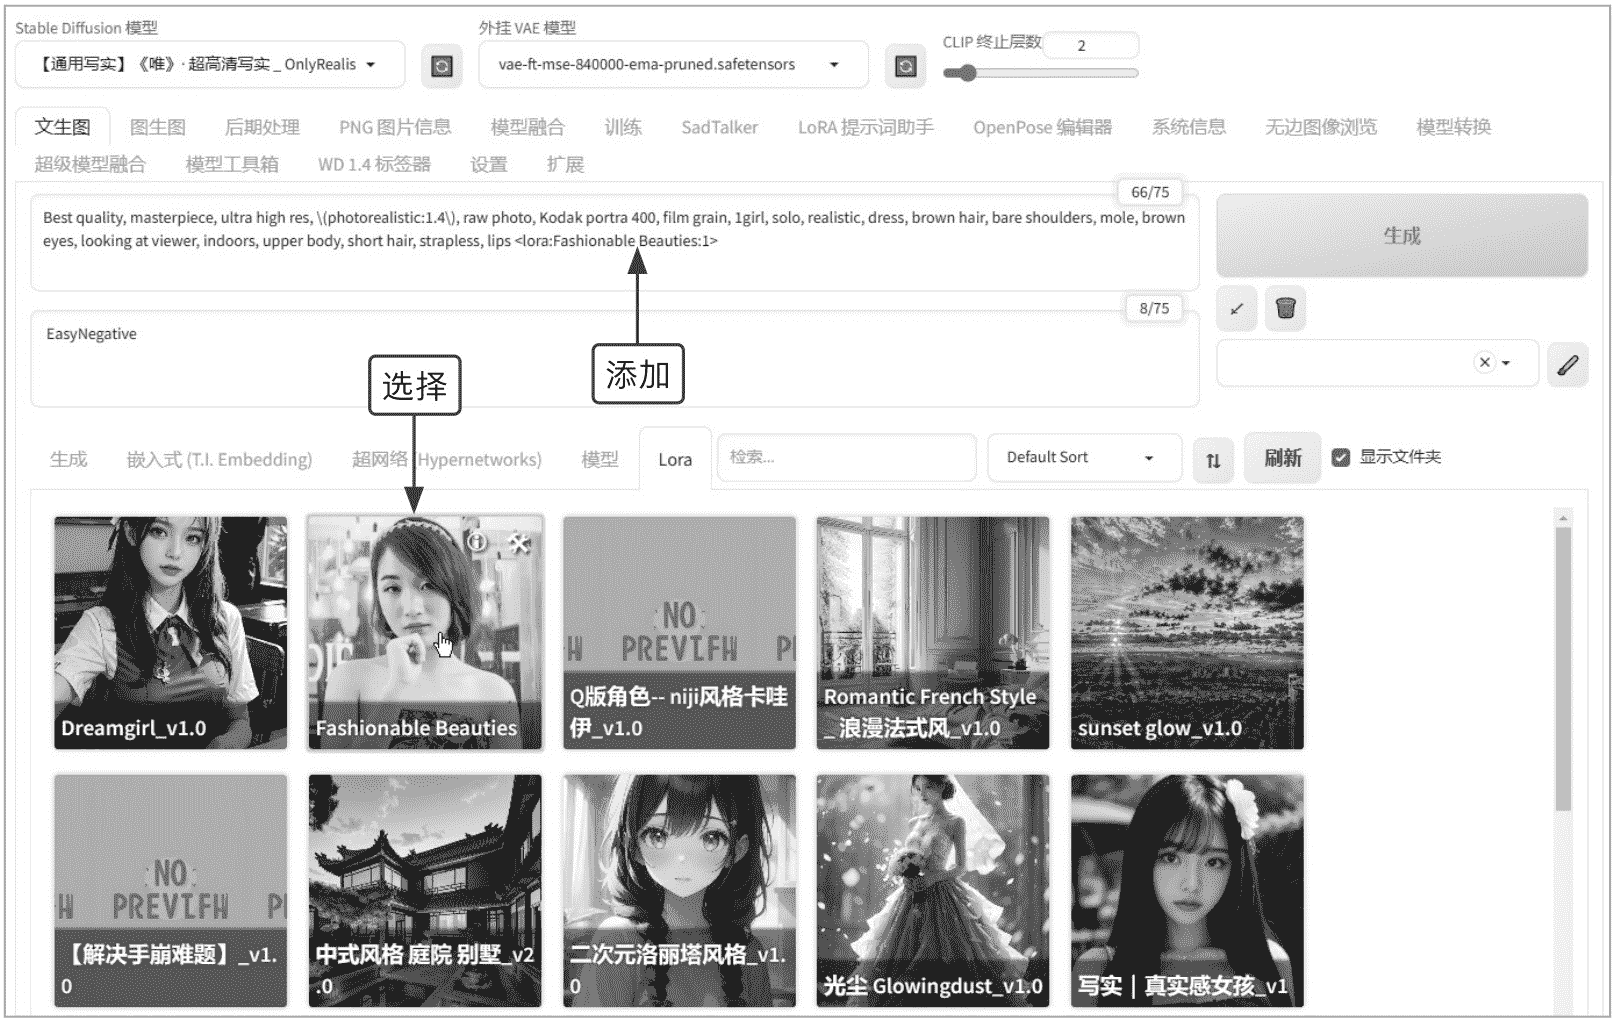 Stable Diffusion 模型
外挂 VAE 模型
CLIP 终止层数
2
【通用写实】《唯》· 超高清写实 _ OnlyRealis
vae-ft-mse-840000-ema-pruned.safetensors
文生图 图生图 后期处理 PNG 图片信息 模型融合 训练 SadTalker LoRA 提示词助手 OpenPose 编辑器 系统信息 无边图像浏览 模型转换
超级模型融合 模型工具箱 WD 1.4 标签器 设置 扩展
66/75
Best quality, masterpiece, ultra high res, \(photorealistic:1.4\), raw photo, Kodak portra 400, film grain, 1girl, solo, realistic, dress, brown hair, bare shoulders, mole, brown
eyes, looking at viewer, indoors, upper body, short hair, strapless, lips <lora:Fashionable Beauties:1>
生成
8/75
EasyNegative
选择
添加
生成 嵌入式 (T.I. Embedding) 超网络 (Hypernetworks) 模型 Lora 检索... Default Sort 刷新 显示文件夹
Dreamgirl_v1.0
Fashionable Beauties
NO
PREVIEW
Q版角色-- niji风格卡哇
伊_v1.0
Romantic French Style
_ 浪漫法式风_v1.0
sunset glow_v1.0
NO
PREVIEW
【解决手崩难题】_v1.
0
中式风格 庭院 别墅_v2
.0
二次元洛丽塔风格_v1.
0
光尘 Glowingdust_v1.0
写实｜真实感女孩_v1